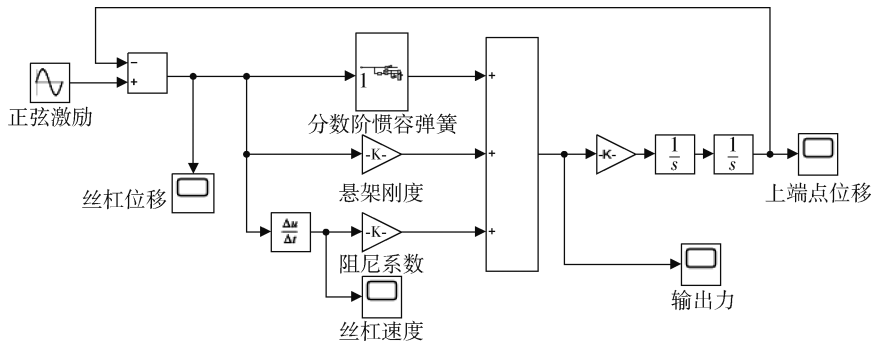 −
+
正弦激励
1
分数阶惯容弹簧
+
-K-
悬架刚度
+
丝杠位移
Δu
Δt
-K-
阻尼系数
+
丝杠速度
-K-
1
s
1
s
上端点位移
输出力